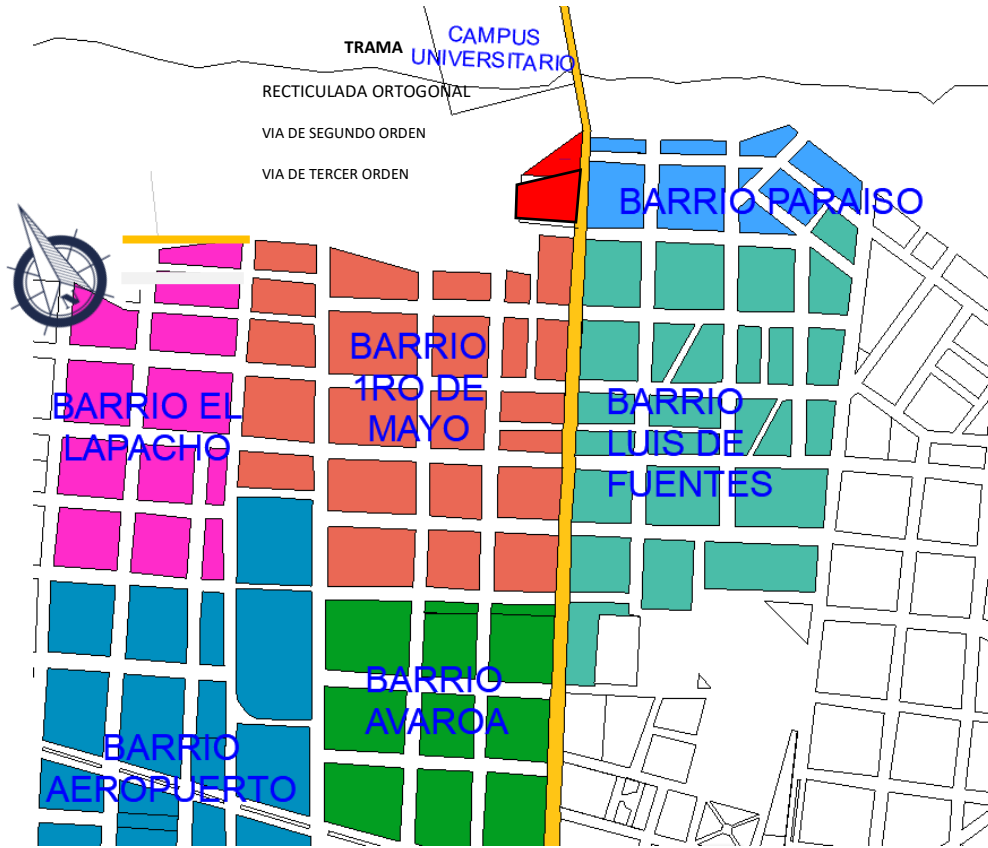 TRAMA
CAMPUS
UNIVERSITARIO
RECTICULADA ORTOGONAL
VIA DE SEGUNDO ORDEN
VIA DE TERCER ORDEN
BARRIO PARAISO
N
BARRIO
1RO DE
MAYO
BARRIO EL
LAPACHO
BARRIO
LUIS DE
FUENTES
BARRIO
AVAROA
BARRIO
AEROPUERTO